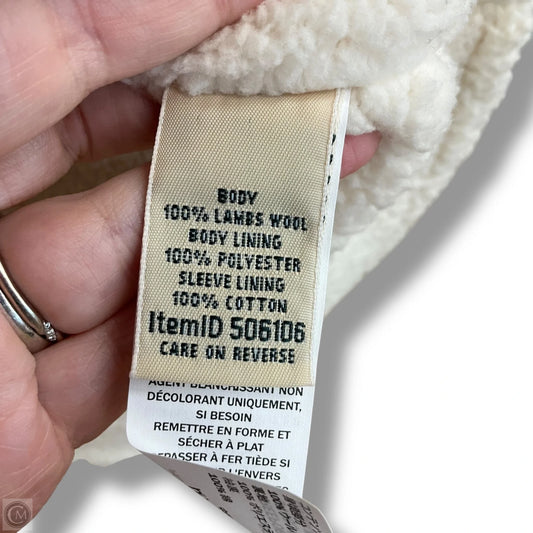 BODY
100% LAMBS WOOL
BODY LINING
100% POLYESTER
SLEEVE LINING
100% COTTON
ItemID 506106
CARE ON REVERSE
AGENT BLANCHISSANT NON
DÉCOLORANT UNIQUEMENT,
SI BESOIN
REMETTRE EN FORME ET
SÉCHER À PLAT
REPASSER À FER TIÈDE SI
L'ENVERS